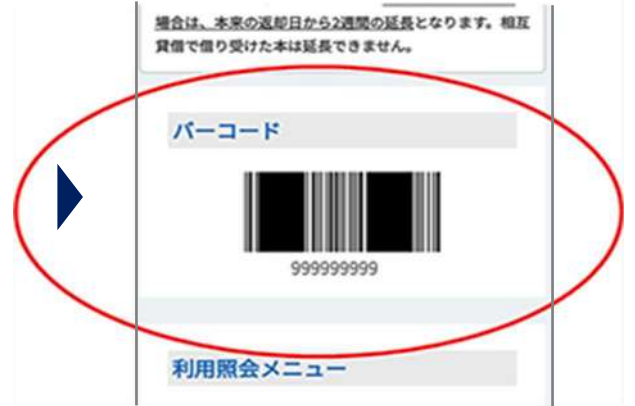 場合は、本来の返却日から2週間の延長となります。相互
貸借で借り受けた本は延長できません。
バーコード
999999999
利用照会メニュー